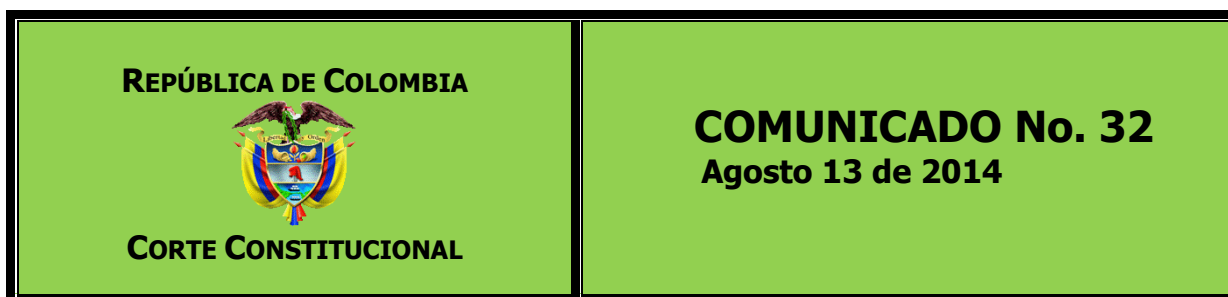 REPÚBLICA DE COLOMBIA
CORTE CONSTITUCIONAL
COMUNICADO No. 32
Agosto 13 de 2014